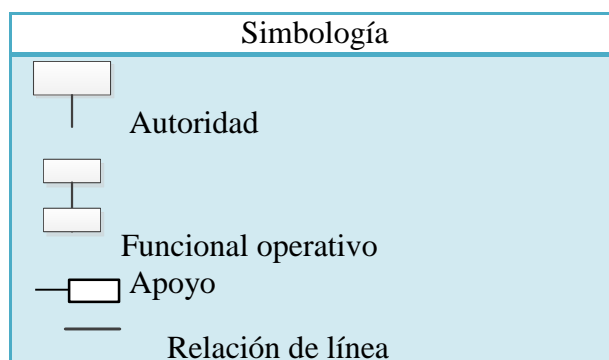 Simbología
Autoridad
Funcional operativo
Apoyo
Relación de línea